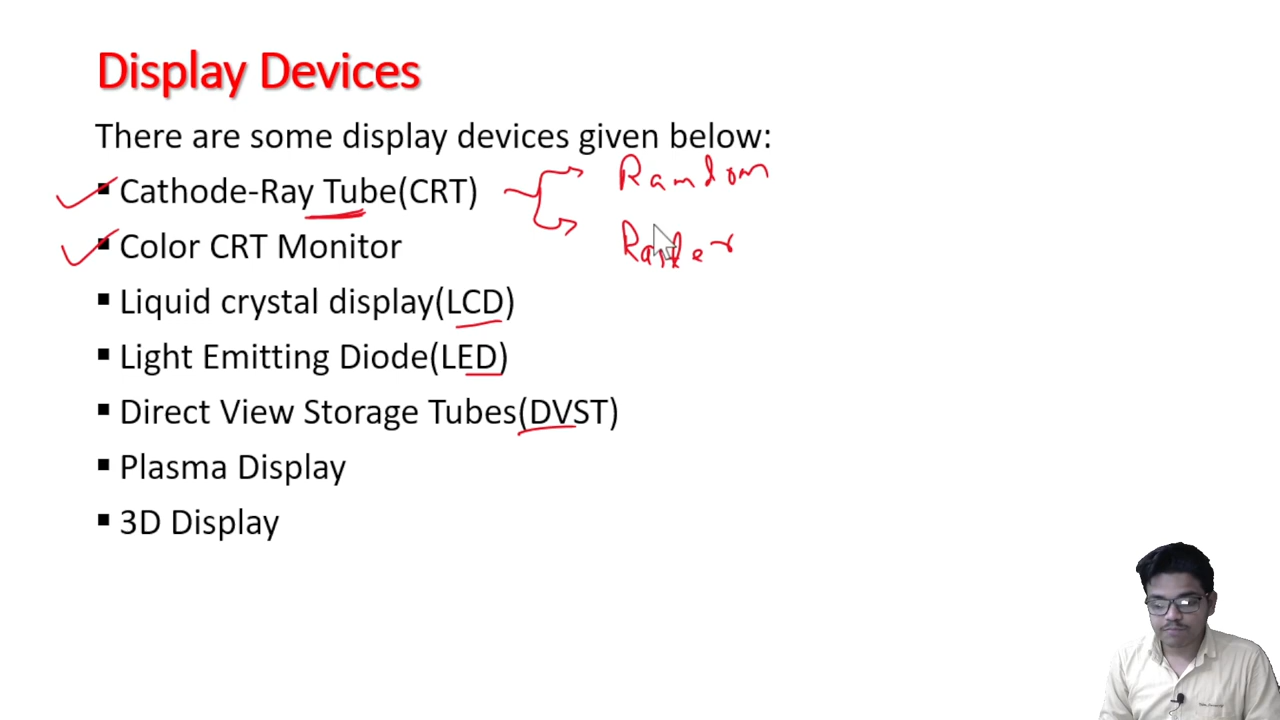 Display Devices
There are some display devices given below:
▪ Cathode-Ray Tube(CRT) Random
Raster
▪ Color CRT Monitor
▪ Liquid crystal display(LCD)
▪ Light Emitting Diode(LED)
▪ Direct View Storage Tubes(DVST)
▪ Plasma Display
▪ 3D Display